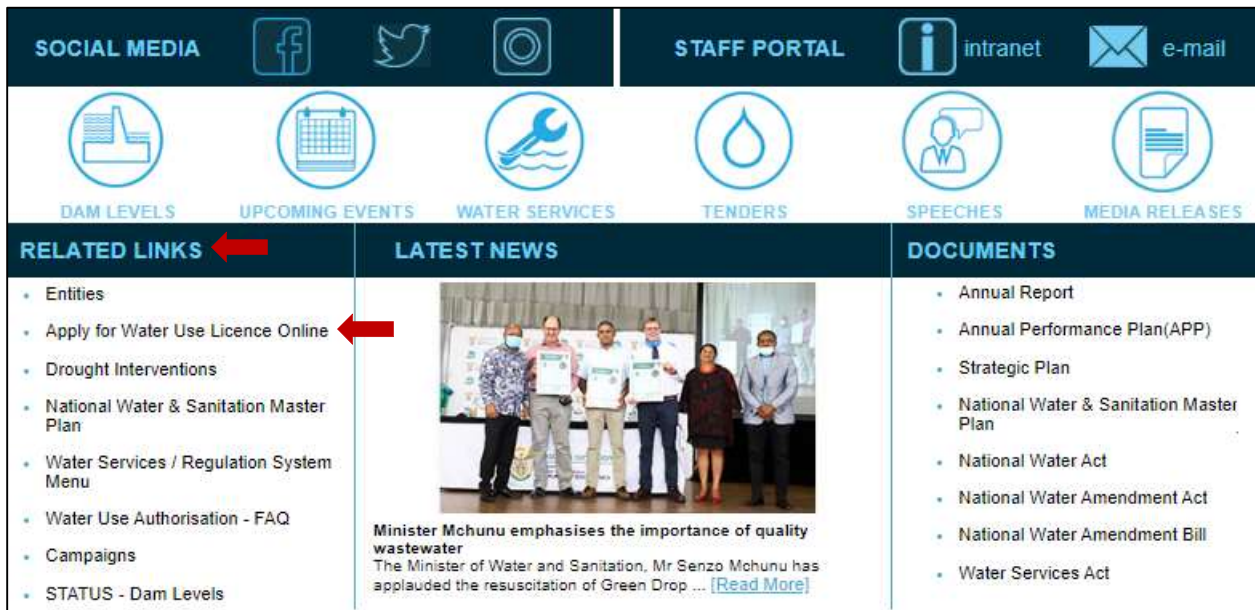 SOCIAL MEDIA
STAFF PORTAL
intranet
e-mail
DAM LEVELS
UPCOMING EVENTS
WATER SERVICES
TENDERS
SPEECHES
MEDIA RELEASES
RELATED LINKS
Entities
Apply for Water Use Licence Online
Drought Interventions
National Water & Sanitation Master
Plan
Water Services / Regulation System
Menu
Water Use Authorisation - FAQ
Campaigns
STATUS - Dam Levels
LATEST NEWS
Minister Mchunu emphasises the importance of quality
wastewater
The Minister of Water and Sanitation, Mr Senzo Mchunu has
applauded the resuscitation of Green Drop ... [Read More]
DOCUMENTS
Annual Report
Annual Performance Plan(APP)
Strategic Plan
National Water & Sanitation Master
Plan
National Water Act
National Water Amendment Act
National Water Amendment Bill
Water Services Act